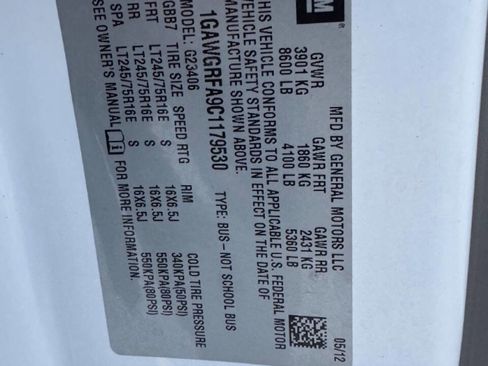 GM
MFD BY GENERAL MOTORS LLC 05/12
GVWR GAWR FRT GAWR RR
3901 KG 1860 KG 2431 KG
8600 LB 4100 LB 5360 LB
THIS VEHICLE CONFORMS TO ALL APPLICABLE U.S. FEDERAL MOTOR
VEHICLE SAFETY STANDARDS IN EFFECT ON THE DATE OF
MANUFACTURE SHOWN ABOVE.
1GAWGRFA9C1179530 TYPE: BUS–NOT SCHOOL BUS
MODEL: G23406
GBB7 TIRE SIZE SPEED RTG RIM COLD TIRE PRESSURE
FRT LT245/75R16E S 16X6.5J 340KPA(50PSI)
RR LT245/75R16E S 16X6.5J 550KPA(80PSI)
SPA LT245/75R16E S 16X6.5J 550KPA(80PSI)
SEE OWNER'S MANUAL FOR MORE INFORMATION.